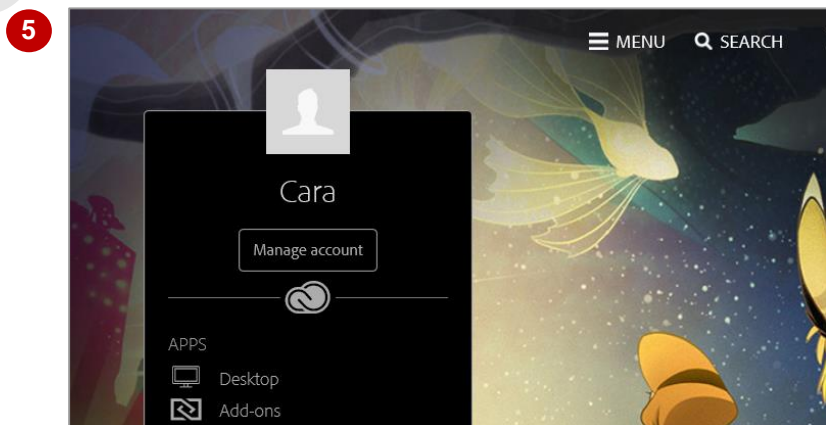 5
MENU SEARCH
Cara
Manage account
APPS
Desktop
Add-ons